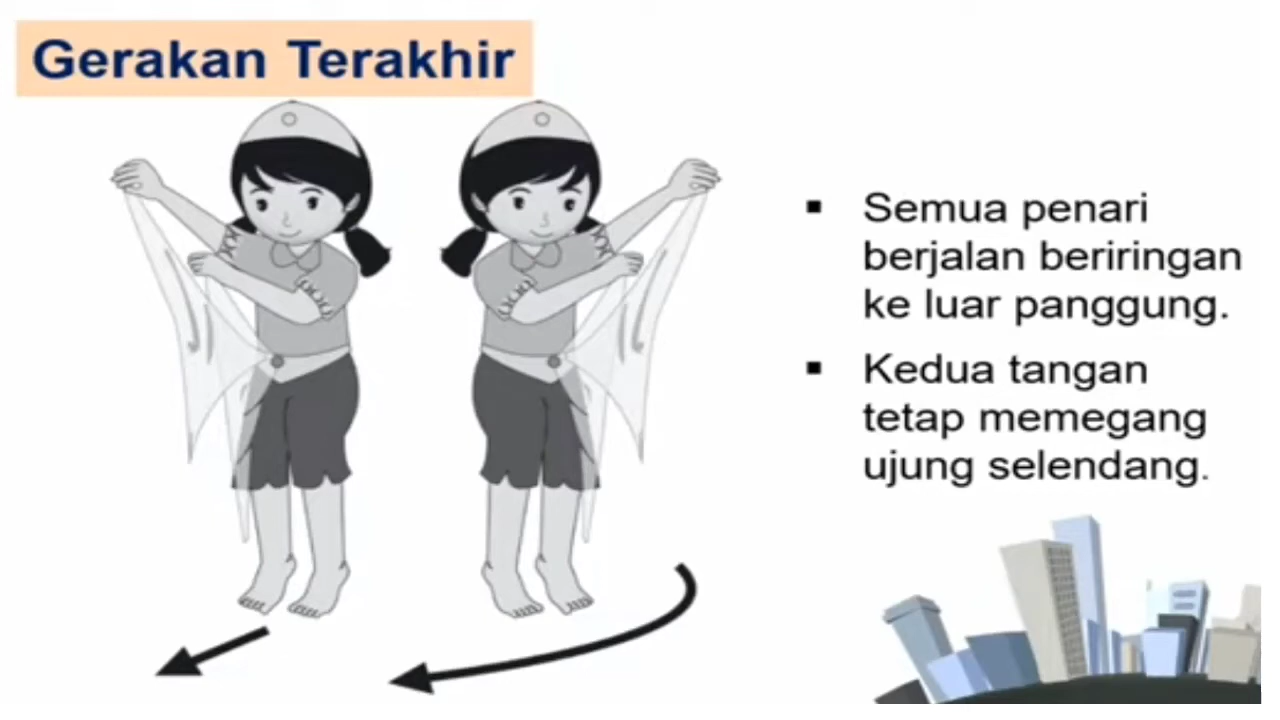 Gerakan Terakhir
▪ Semua penari
berjalan beriringan
ke luar panggung.
▪ Kedua tangan
tetap memegang
ujung selendang.